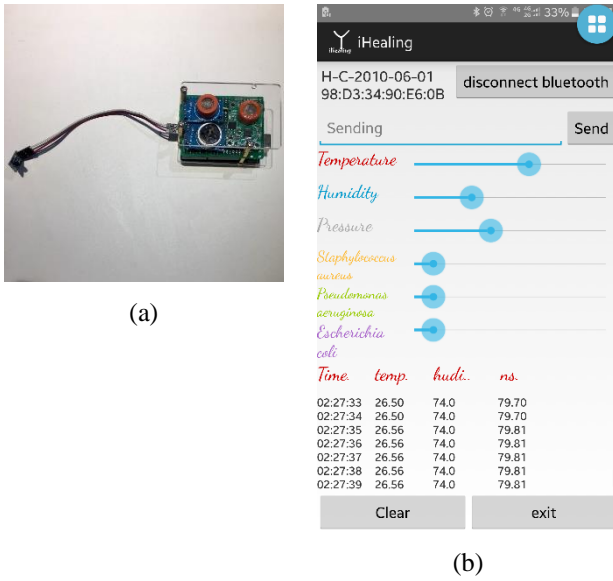 33%
iHealing
iHealing
H-C-2010-06-01
98:D3:34:90:E6:0B
disconnect bluetooth
Sending
Send
Temperature
Humidity
Pressure
Staphylococcus
aureus
Pseudomonas
aeruginosa
Escherichia
coli
Time. temp. hudi.. ns.
02:27:33 26.50 74.0 79.70
02:27:34 26.50 74.0 79.70
02:27:35 26.56 74.0 79.81
02:27:36 26.56 74.0 79.81
02:27:37 26.56 74.0 79.81
02:27:38 26.56 74.0 79.81
02:27:39 26.56 74.0 79.81
Clear exit
(a)
(b)